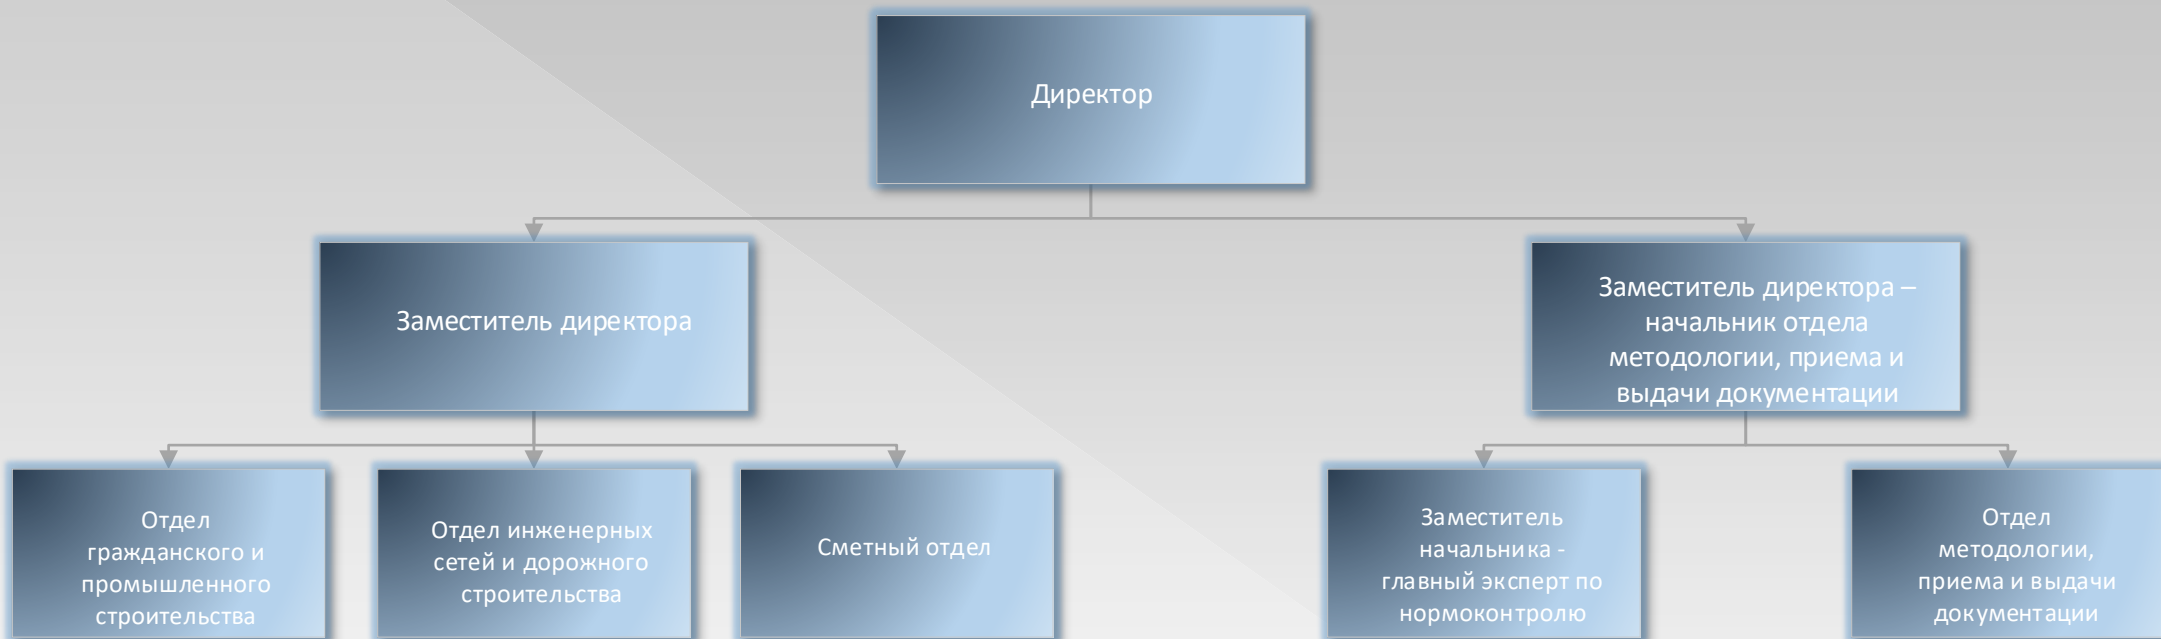 Директор
Заместитель директора
Заместитель директора –
начальник отдела
методологии, приема и
выдачи документации
Отдел
гражданского и
промышленного
строительства
Отдел инженерных
сетей и дорожного
строительства
Сметный отдел
Заместитель
начальника -
главный эксперт по
нормоконтролю
Отдел
методологии,
приема и выдачи
документации